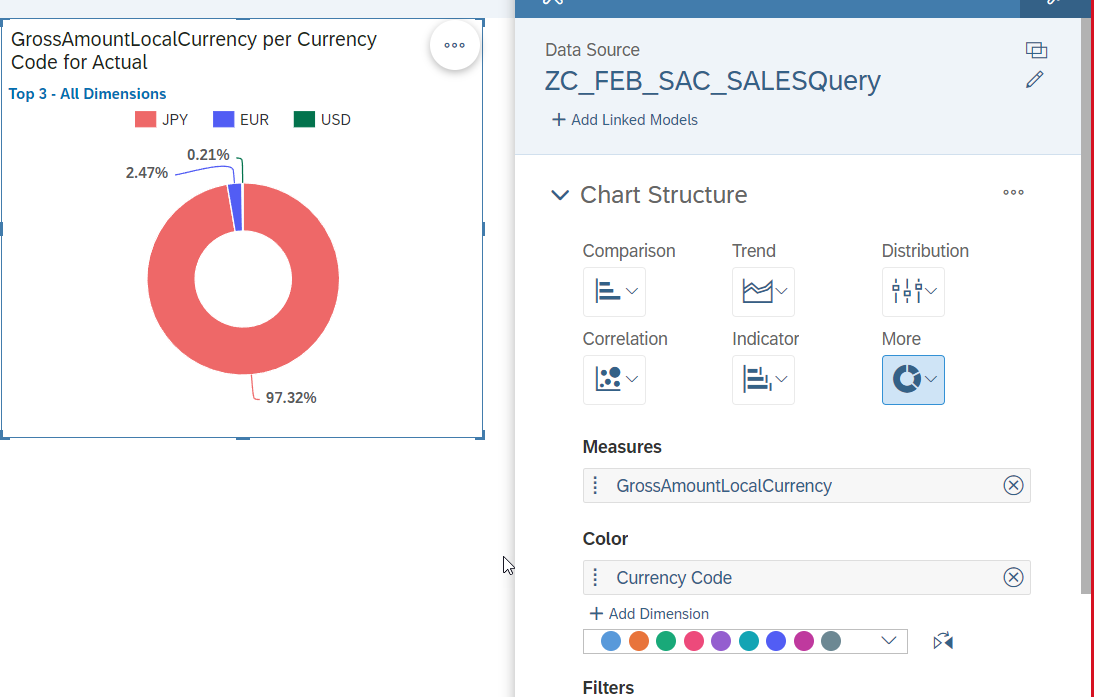 GrossAmountLocalCurrency per Currency
Code for Actual
Top 3 - All Dimensions
JPY EUR USD
0.21%
2.47%
97.32%
Data Source
ZC_FEB_SAC_SALESQuery
+ Add Linked Models
Chart Structure
Comparison Trend Distribution
Correlation Indicator More
Measures
GrossAmountLocalCurrency
Color
Currency Code
+ Add Dimension
Filters